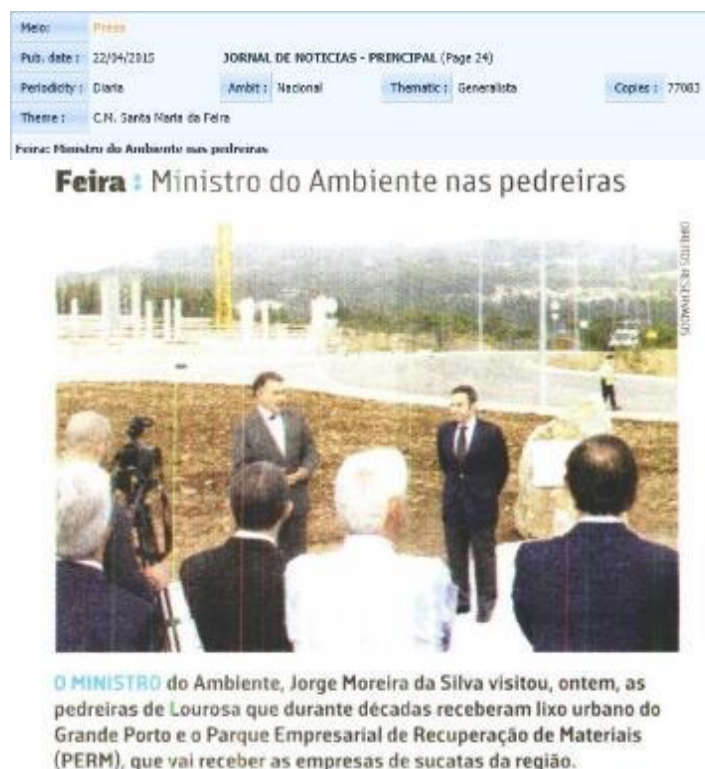 Meio: Press
Pub. date : 22/04/2015 JORNAL DE NOTICIAS - PRINCIPAL (Page 24)
Periodicity : Diaria Ambit : Nacional Thematic : Generalista Copies : 77083
Theme : C.M. Santa Maria da Feira
Feira: Ministro do Ambiente nas pedreiras
Feira : Ministro do Ambiente nas pedreiras
DIREITOS RESERVADOS
O MINISTRO do Ambiente, Jorge Moreira da Silva visitou, ontem, as
pedreiras de Lourosa que durante décadas receberam lixo urbano do
Grande Porto e o Parque Empresarial de Recuperação de Materiais
(PERM), que vai receber as empresas de sucatas da região.